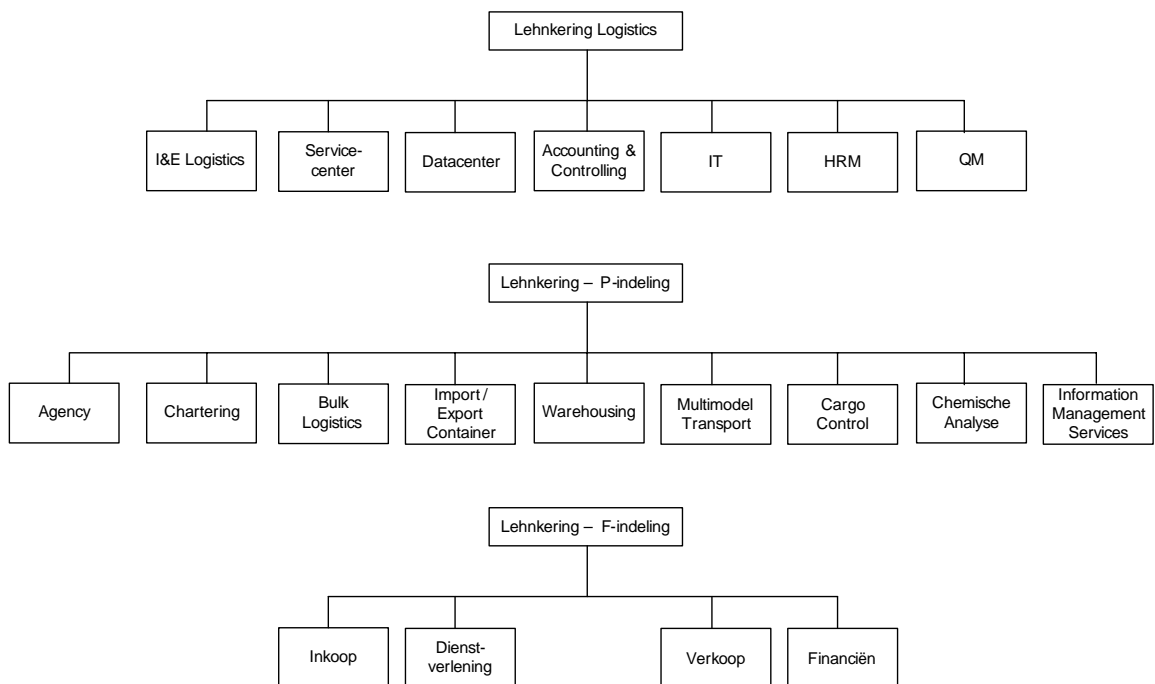 Lehnkering Logistics
I&E Logistics
Service-
center
Datacenter
Accounting &
Controlling
IT
HRM
QM
Lehnkering – P-indeling
Agency
Chartering
Bulk
Logistics
Import /
Export
Container
Warehousing
Multimodel
Transport
Cargo
Control
Chemische
Analyse
Information
Management
Services
Lehnkering – F-indeling
Inkoop
Dienst-
verlening
Verkoop
Financiën